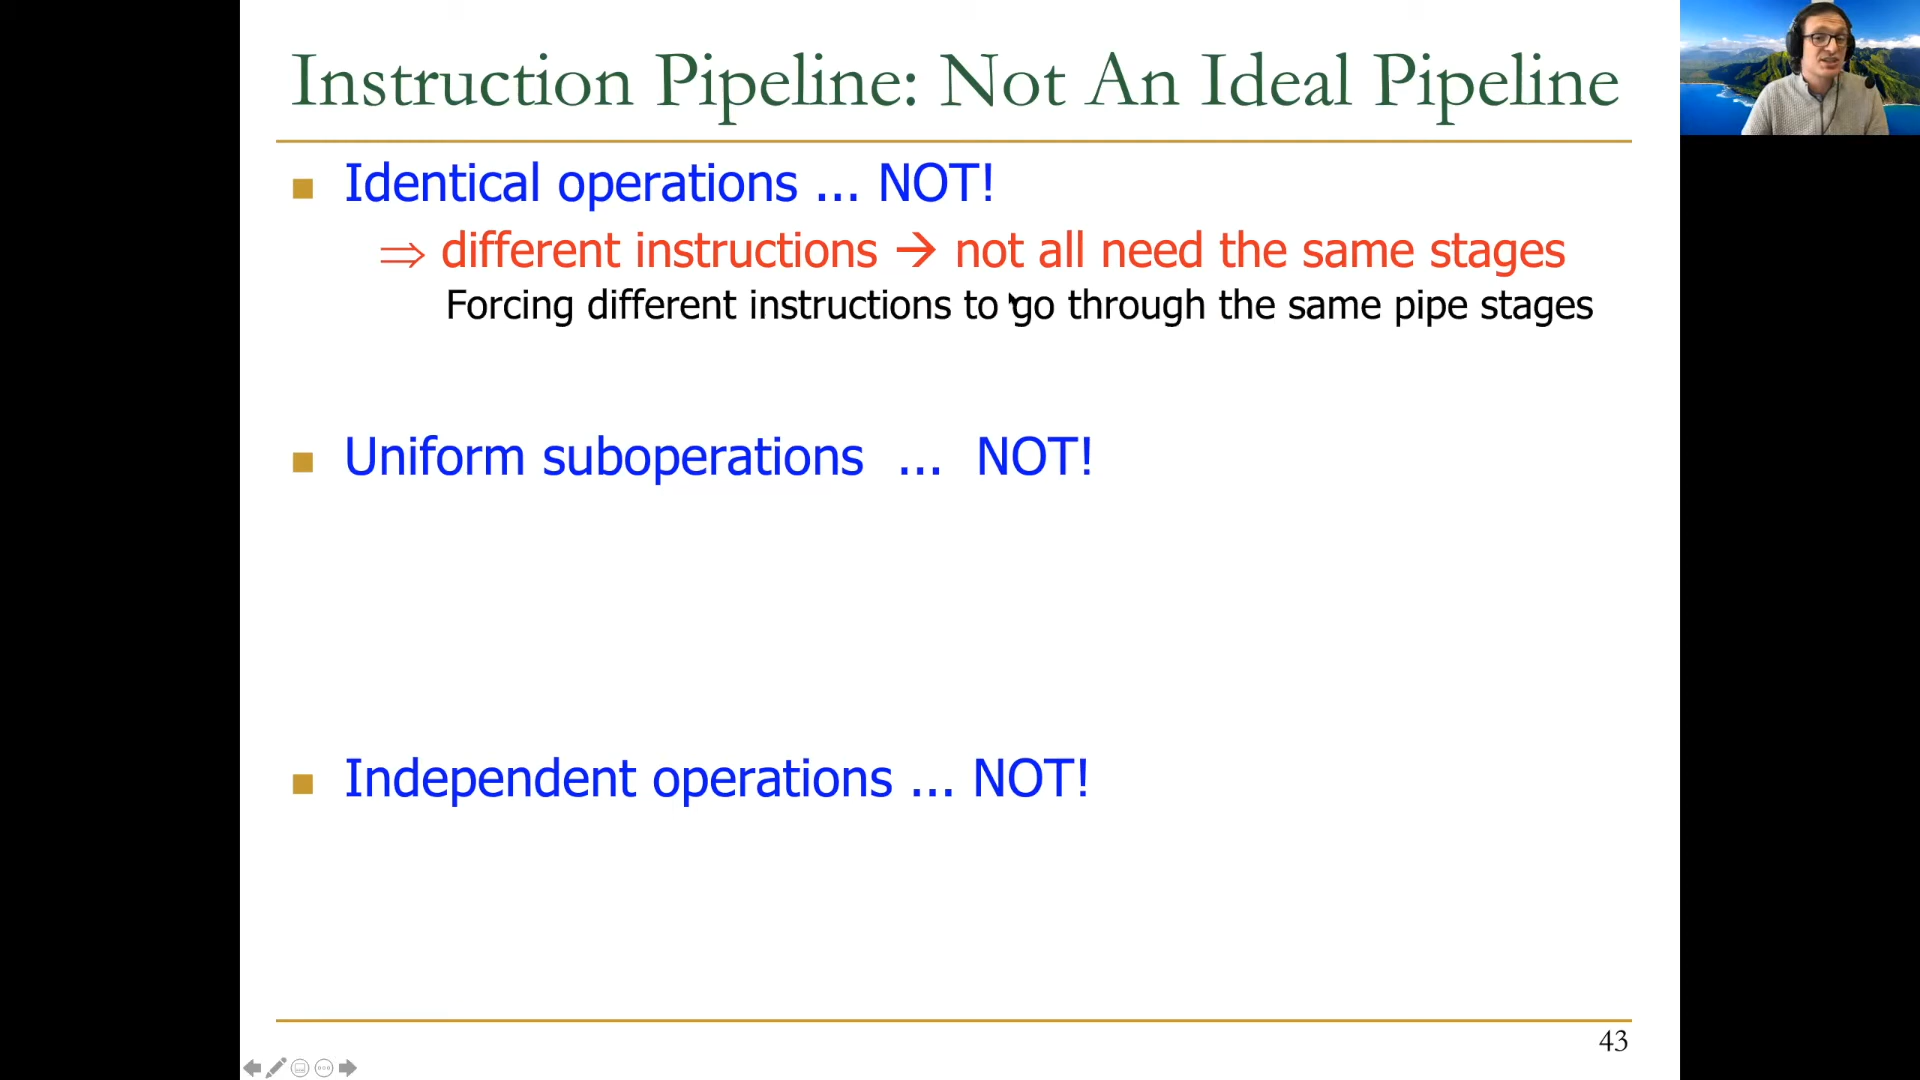 Instruction Pipeline: Not An Ideal Pipeline
Identical operations ... NOT!
⇒ different instructions → not all need the same stages
Forcing different instructions to go through the same pipe stages
Uniform suboperations ... NOT!
Independent operations ... NOT!
43